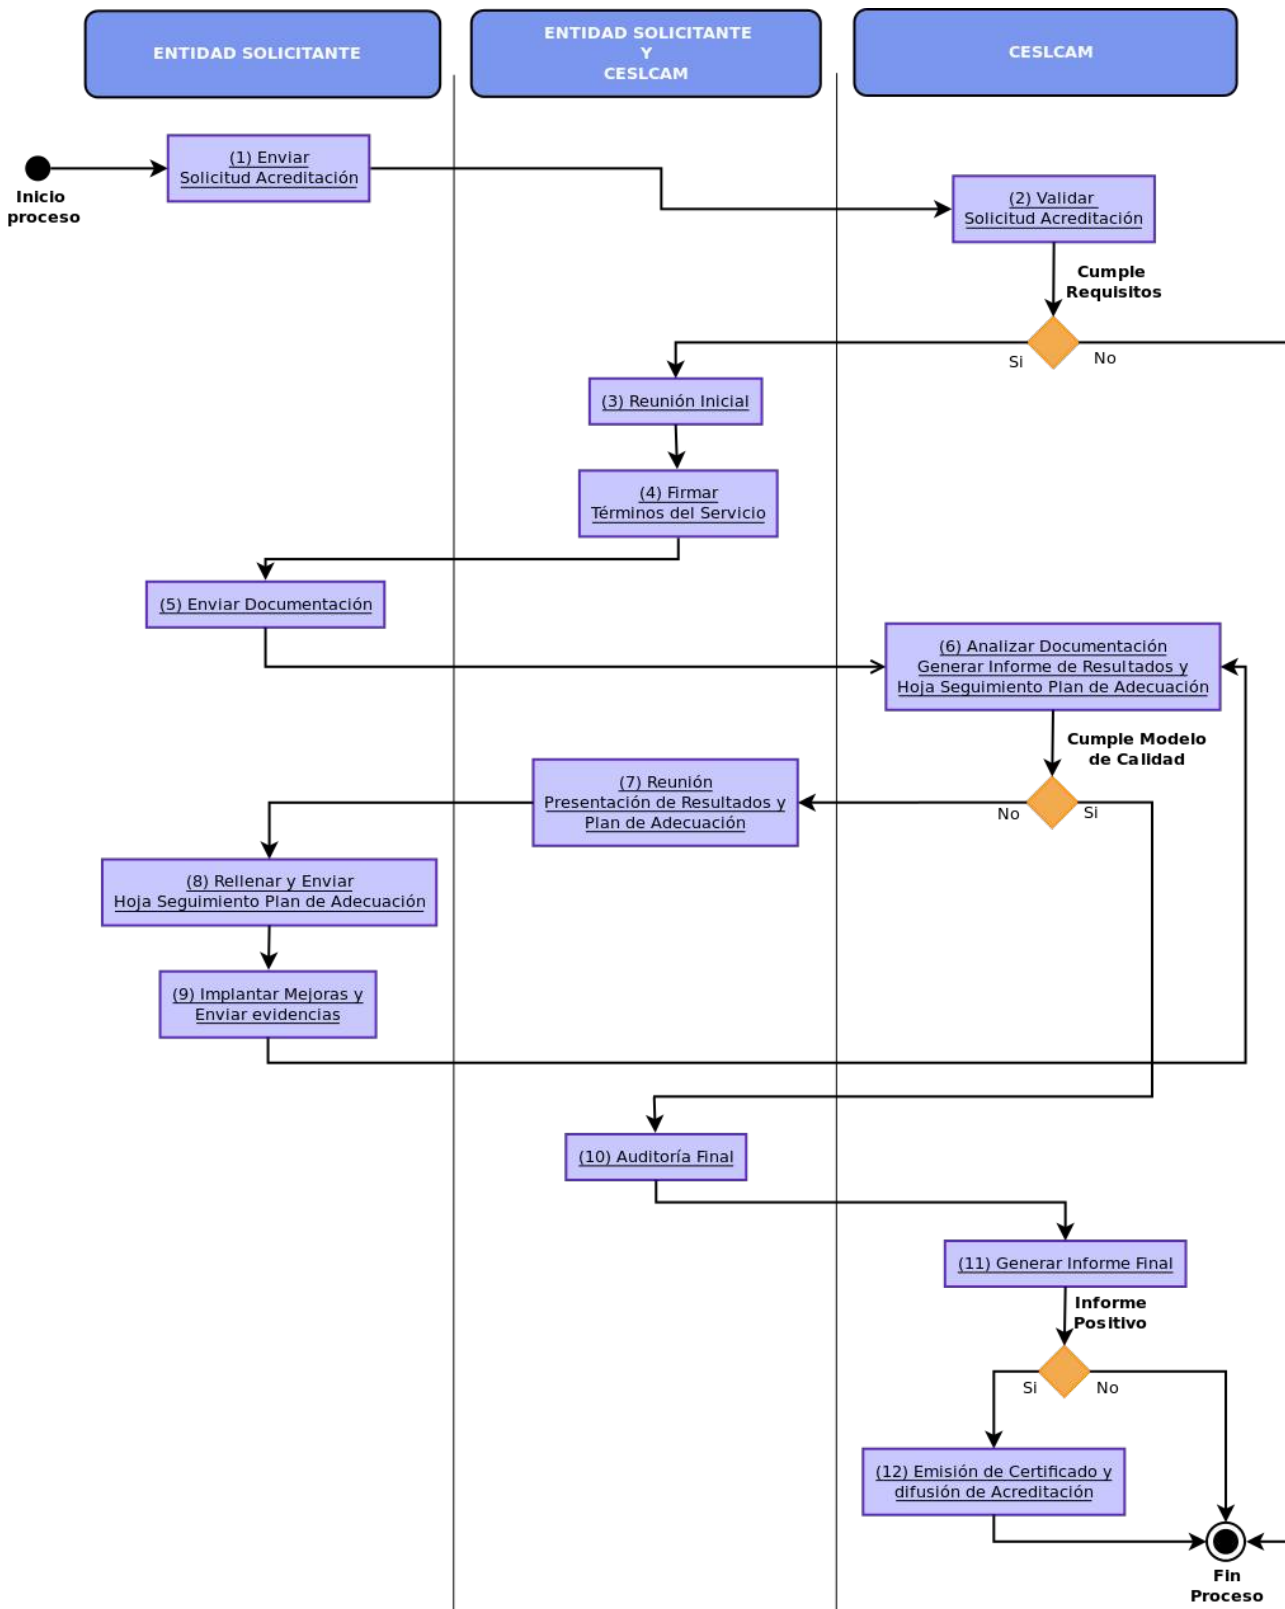 ENTIDAD SOLICITANTE
ENTIDAD SOLICITANTE
Y
CESLCAM
CESLCAM
Inicio
proceso
(1) Enviar
Solicitud Acreditación
(2) Validar
Solicitud Acreditación
Cumple
Requisitos
Si
No
(3) Reunión Inicial
(4) Firmar
Términos del Servicio
(5) Enviar Documentación
(6) Analizar Documentación
Generar Informe de Resultados y
Hoja Seguimiento Plan de Adecuación
Cumple Modelo
de Calidad
No
Si
(7) Reunión
Presentación de Resultados y
Plan de Adecuación
(8) Rellenar y Enviar
Hoja Seguimiento Plan de Adecuación
(9) Implantar Mejoras y
Enviar evidencias
(10) Auditoría Final
(11) Generar Informe Final
Informe
Positivo
Si
No
(12) Emisión de Certificado y
difusión de Acreditación
Fin
Proceso